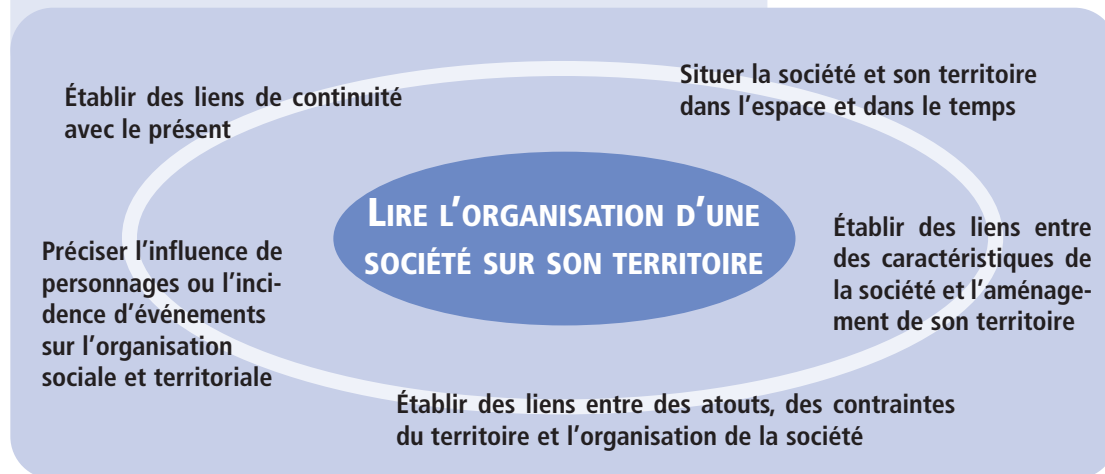 LIRE L'ORGANISATION D'UNE
SOCIÉTÉ SUR SON TERRITOIRE
Situer la société et son territoire
dans l'espace et dans le temps
Établir des liens entre
des caractéristiques de
la société et l'aménage-
ment de son territoire
Établir des liens entre des atouts, des contraintes
du territoire et l'organisation de la société
Préciser l'influence de
personnages ou l'inci-
dence d'événements
sur l'organisation
sociale et territoriale
Établir des liens de continuité
avec le présent